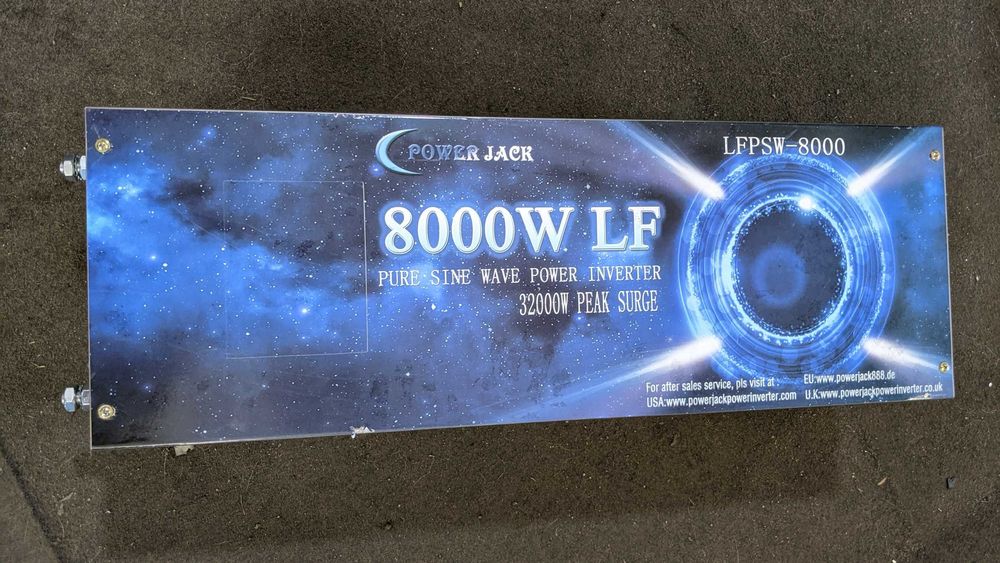 POWER JACK
LFPSW-8000
8000W LF
PURE SINE WAVE POWER INVERTER
32000W PEAK SURGE
For after sales service, pls visit at
EU:www.powerjack888.de
USA:www.powerjackpowerinverter.com
U.K:www.powerjackpowerinverter.co.uk